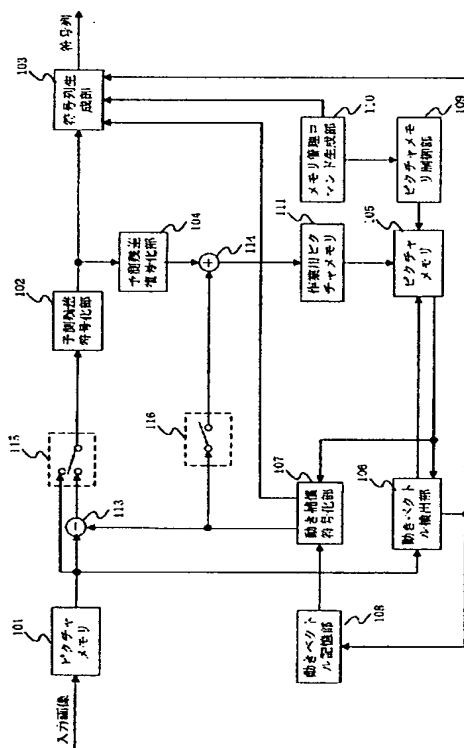 入力画像
101
ピクチャ
メモリ
113
115
102
予測残差
符号化部
103
符号列生
成部
符号列
104
予測残差
復号化部
114
116
110
メモリ管理コ
マンド生成部
109
ピクチャメモ
リ制御部
111
作業用ピク
チャメモリ
105
ピクチャ
メモリ
107
動き補償
符号化部
106
動きベクト
ル検出部
108
動きベクト
ル記憶部